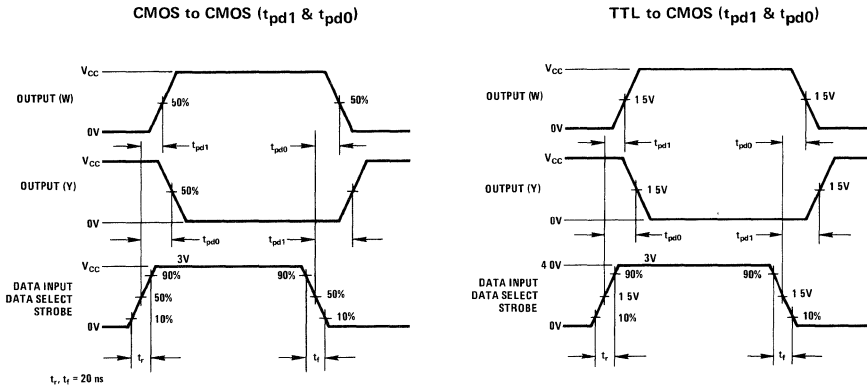 CMOS to CMOS (tpd1 & tpd0)
VCC
OUTPUT (W)
50%
50%
0V
tpd1
tpd0
VCC
OUTPUT (Y)
50%
0V
tpd0
tpd1
VCC
3V
90%
90%
DATA INPUT
DATA SELECT
STROBE
50%
50%
10%
10%
0V
tr
tf
tr, tf = 20 ns
TTL to CMOS (tpd1 & tpd0)
VCC
OUTPUT (W)
1 5V
1 5V
0V
tpd1
tpd0
VCC
OUTPUT (Y)
1 5V
1 5V
0V
tpd0
tpd1
4 0V
3V
90%
90%
DATA INPUT
DATA SELECT
STROBE
1 5V
1 5V
10%
10%
0V
tr
tf